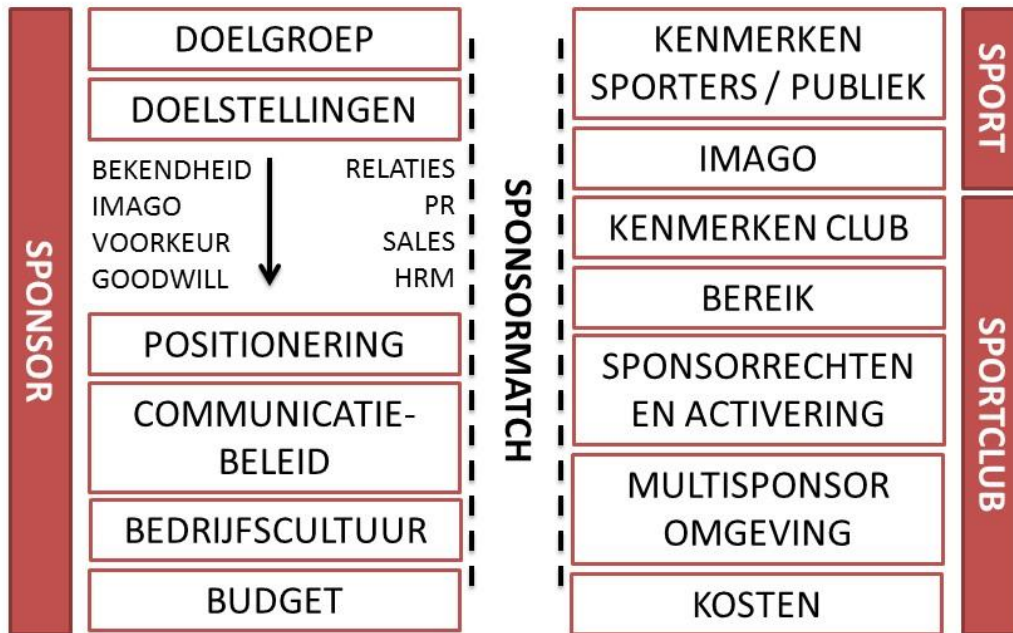 SPONSOR
DOELGROEP
DOELSTELLINGEN
BEKENDHEID
IMAGO
VOORKEUR
GOODWILL
RELATIES
PR
SALES
HRM
POSITIONERING
COMMUNICATIE-
BELEID
BEDRIJFSCULTUUR
BUDGET
SPONSORMATCH
KENMERKEN
SPORTERS / PUBLIEK
IMAGO
KENMERKEN CLUB
BEREIK
SPONSORRECHTEN
EN ACTIVERING
MULTISPONSOR
OMGEVING
KOSTEN
SPORT
SPORTCLUB